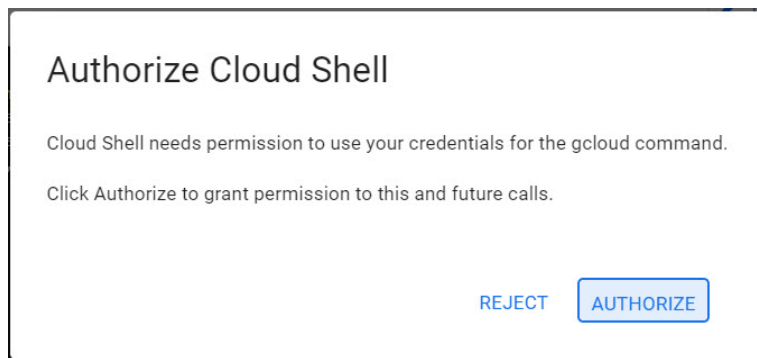 Authorize Cloud Shell
Cloud Shell needs permission to use your credentials for the gcloud command.
Click Authorize to grant permission to this and future calls.
REJECT
AUTHORIZE